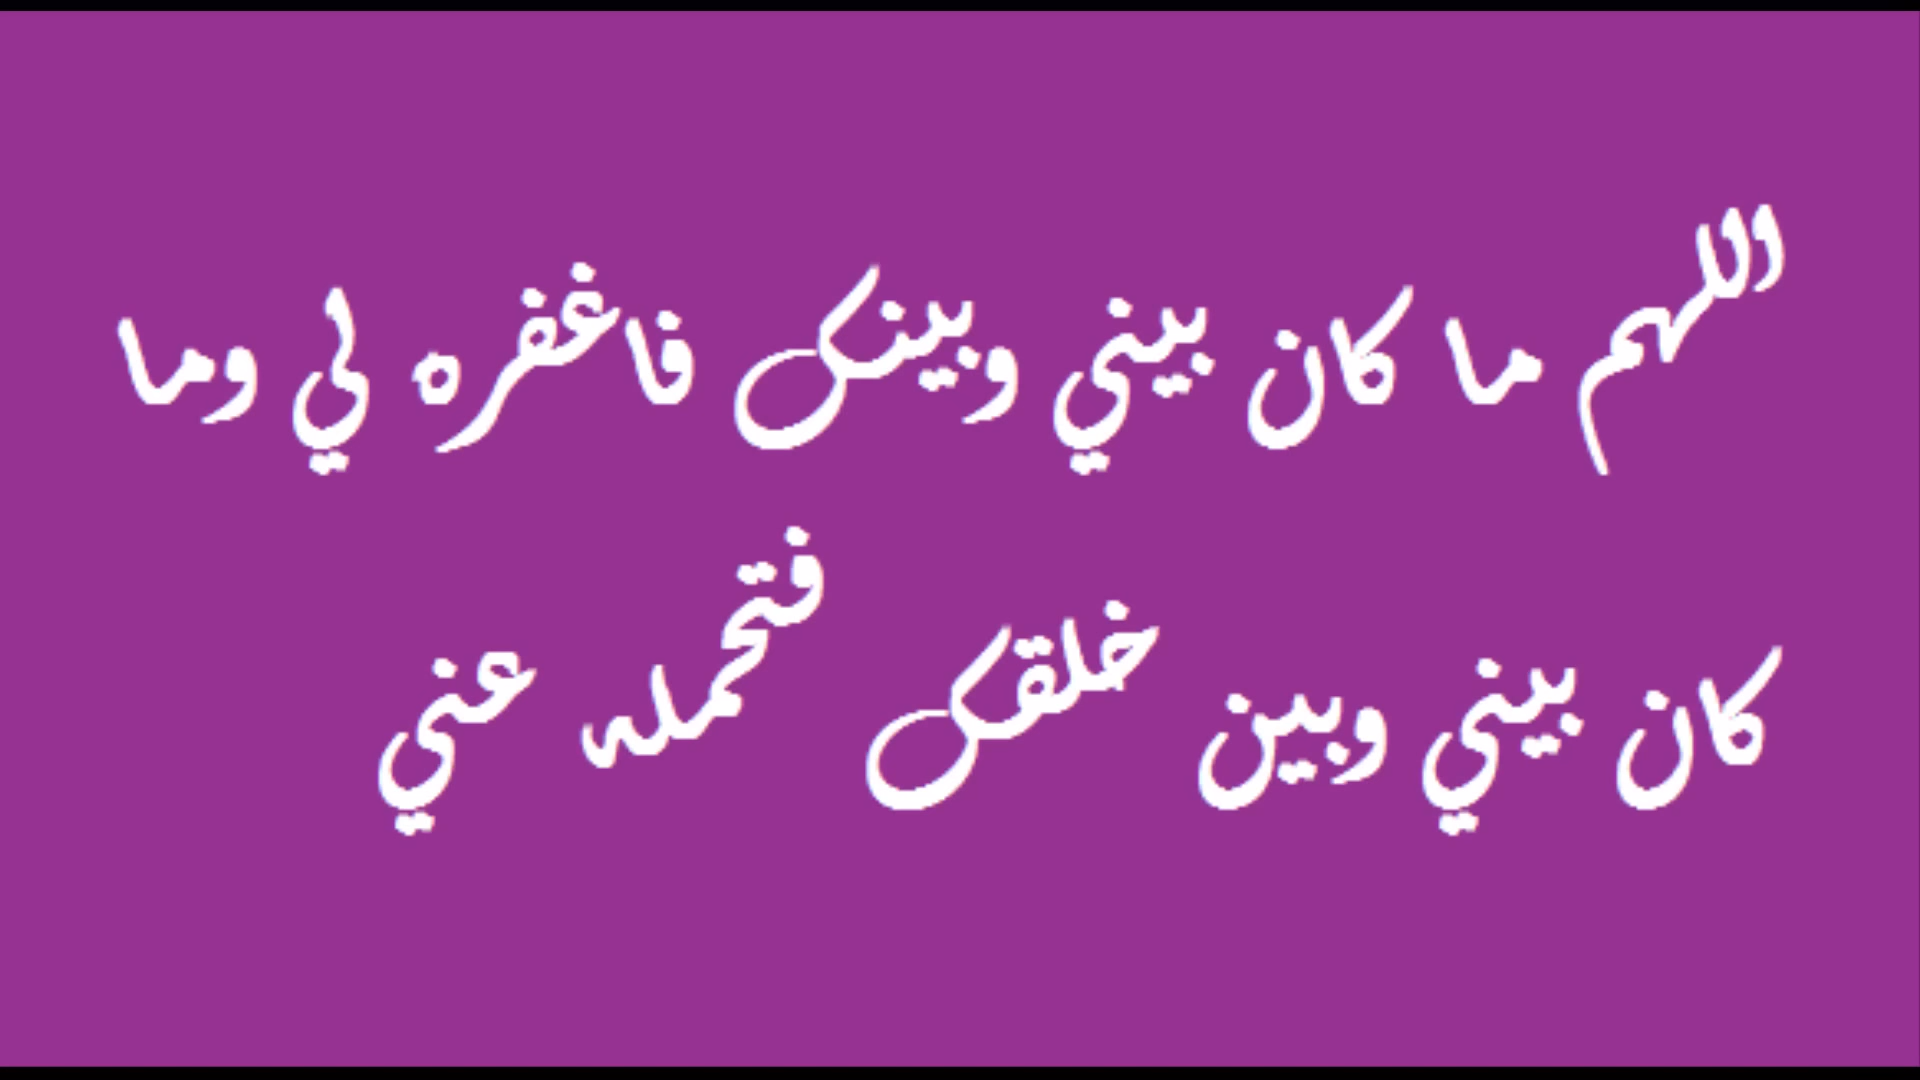 اللهم ما كان بيني وبينك فاغفره لي وما
كان بيني وبين خلقك فتحمله عني